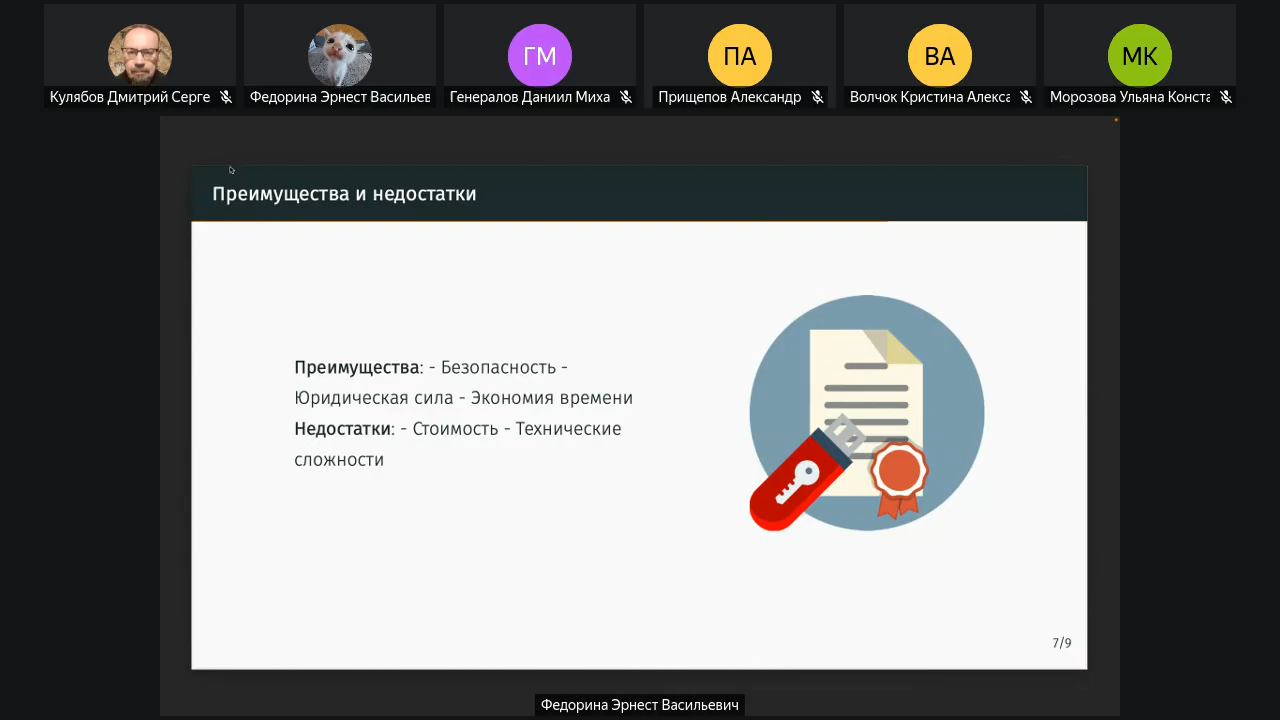 ГМ
ПА
ВА
МК
Кулябов Дмитрий Серге
Федорина Эрнест Васильев
Генералов Даниил Миха
Прищепов Александр
Волчок Кристина Алекса
Морозова Ульяна Конста
Преимущества и недостатки
Преимущества: - Безопасность -
Юридическая сила - Экономия времени
Недостатки: - Стоимость - Технические
сложности
7/9
Федорина Эрнест Васильевич